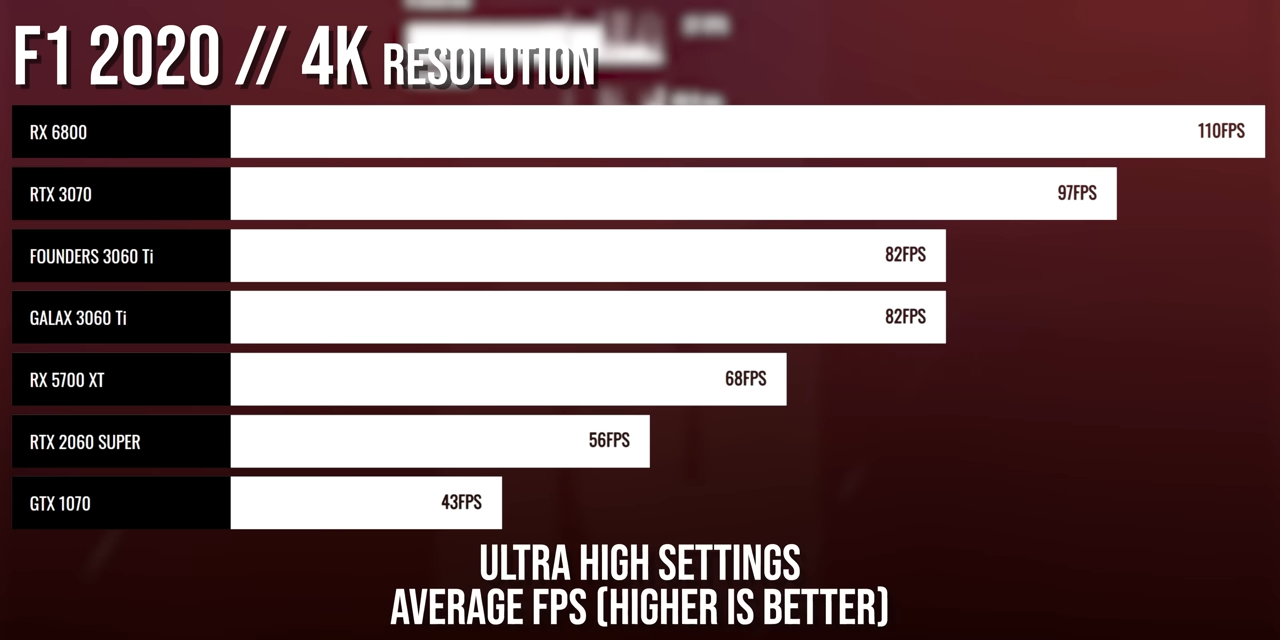 F1 2020 // 4K RESOLUTION
RX 6800 110FPS
RTX 3070 97FPS
FOUNDERS 3060 Ti 82FPS
GALAX 3060 Ti 82FPS
RX 5700 XT 68FPS
RTX 2060 SUPER 56FPS
GTX 1070 43FPS
ULTRA HIGH SETTINGS
AVERAGE FPS (HIGHER IS BETTER)